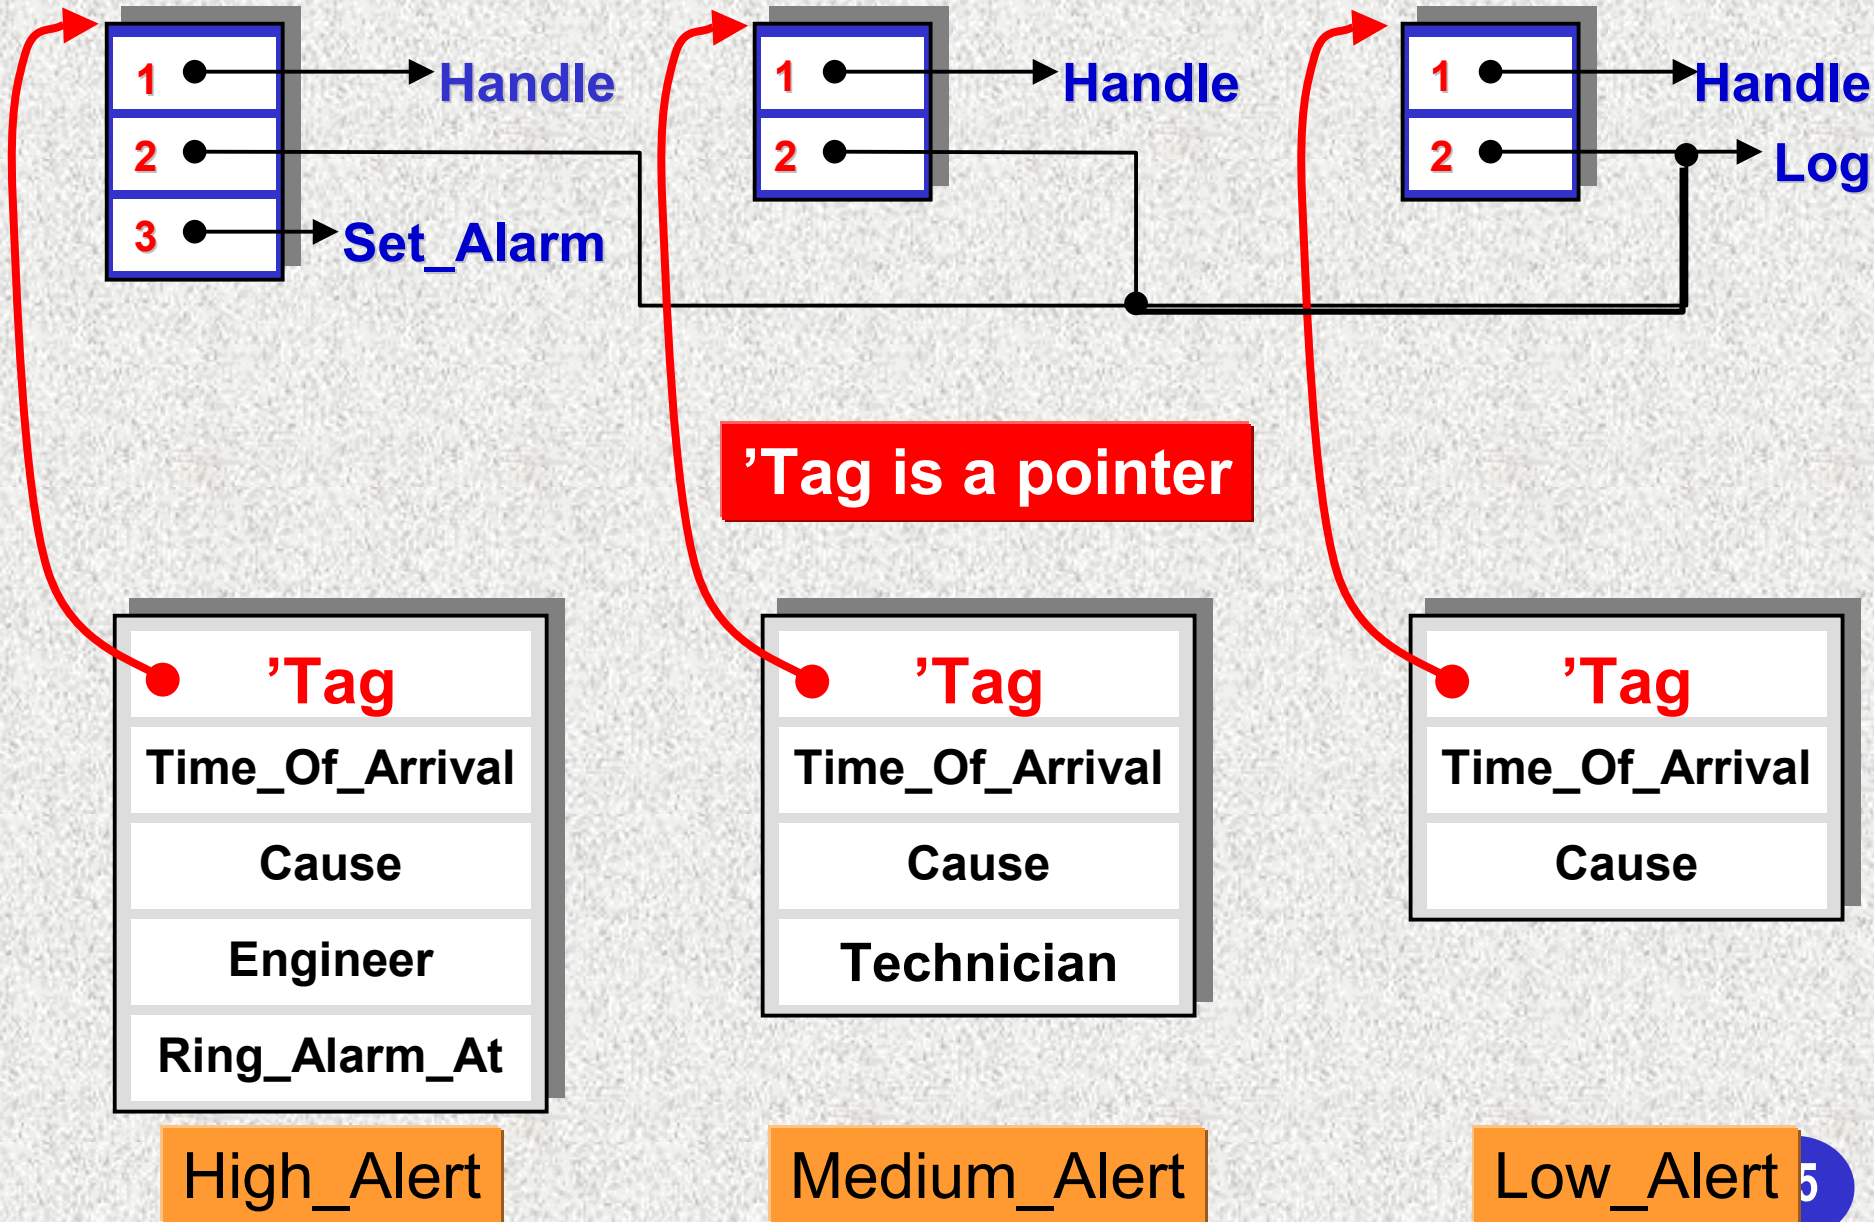 1 Handle
2
3 Set_Alarm
1 Handle
2
1 Handle
2 Log
’Tag is a pointer
’Tag
Time_Of_Arrival
Cause
Engineer
Ring_Alarm_At
High_Alert
’Tag
Time_Of_Arrival
Cause
Technician
Medium_Alert
’Tag
Time_Of_Arrival
Cause
Low_Alert